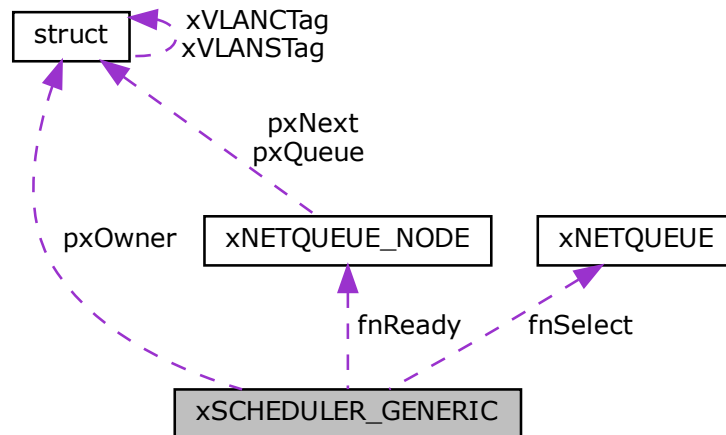 struct
xVLANCTag
xVLANSTag
pxNext
pxQueue
pxOwner
xNETQUEUE_NODE
xNETQUEUE
fnReady
fnSelect
xSCHEDULER_GENERIC